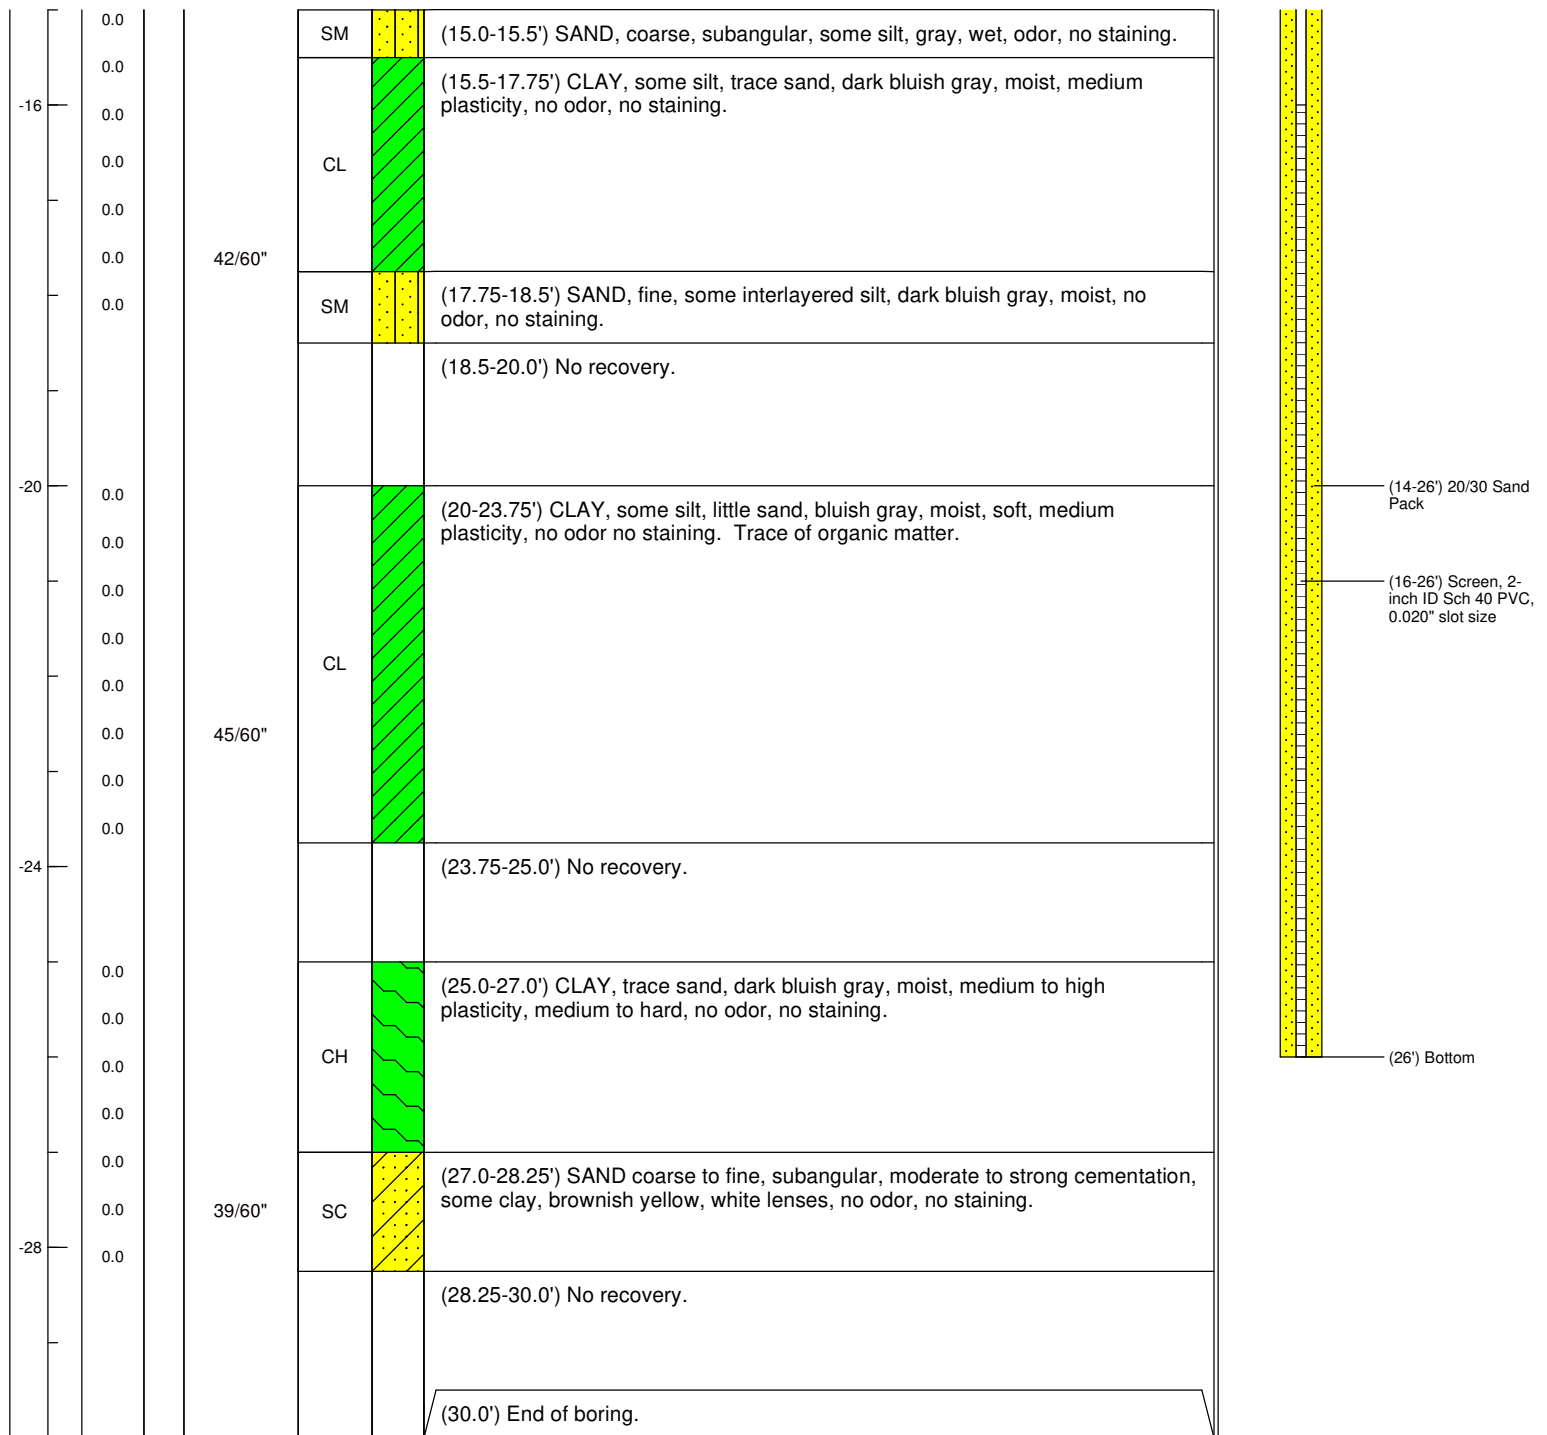 0.0
SM
(15.0-15.5') SAND, coarse, subangular, some silt, gray, wet, odor, no staining.
0.0
(15.5-17.75') CLAY, some silt, trace sand, dark bluish gray, moist, medium
plasticity, no odor, no staining.
-16
0.0
0.0
CL
0.0
0.0
42/60"
0.0
SM
(17.75-18.5') SAND, fine, some interlayered silt, dark bluish gray, moist, no
odor, no staining.
(18.5-20.0') No recovery.
-20
0.0
(20-23.75') CLAY, some silt, little sand, bluish gray, moist, soft, medium
plasticity, no odor no staining.  Trace of organic matter.
(14-26') 20/30 Sand
Pack
0.0
0.0
(16-26') Screen, 2-
inch ID Sch 40 PVC,
0.020" slot size
0.0
CL
0.0
0.0
45/60"
0.0
0.0
-24
(23.75-25.0') No recovery.
0.0
(25.0-27.0') CLAY, trace sand, dark bluish gray, moist, medium to high
plasticity, medium to hard, no odor, no staining.
0.0
0.0
CH
(26') Bottom
0.0
0.0
(27.0-28.25') SAND coarse to fine, subangular, moderate to strong cementation,
some clay, brownish yellow, white lenses, no odor, no staining.
0.0
39/60"
SC
-28
0.0
(28.25-30.0') No recovery.
(30.0') End of boring.